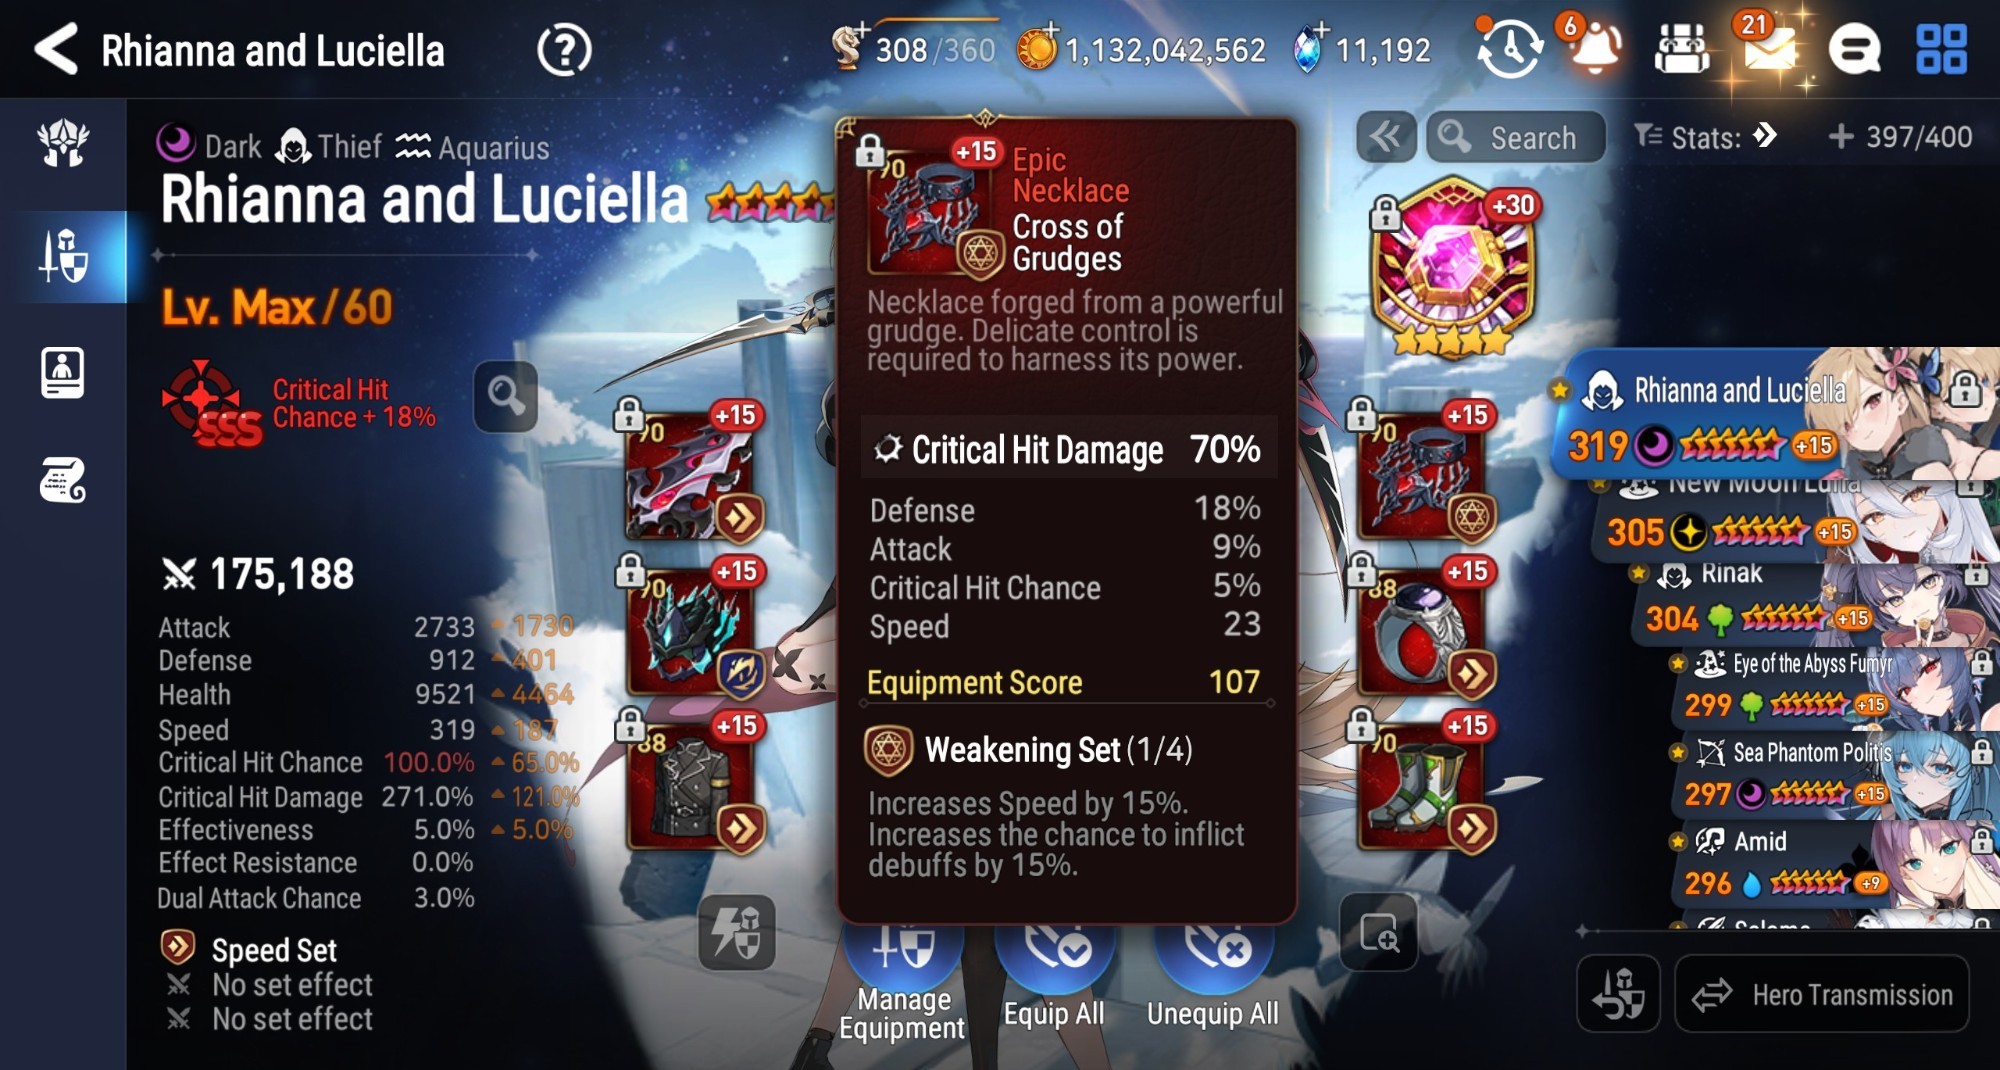 Rhianna and Luciella
308/360
1,132,042,562
11,192
6
21
Dark Thief Aquarius
Rhianna and Luciella
Lv. Max/60
SSS
Critical Hit
Chance + 18%
175,188
Attack 2733 1730
Defense 912 401
Health 9521 4464
Speed 319 187
Critical Hit Chance 100.0% 65.0%
Critical Hit Damage 271.0% 121.0%
Effectiveness 5.0% 5.0%
Effect Resistance 0.0%
Dual Attack Chance 3.0%
Speed Set
No set effect
No set effect
+15
90
+15
90
+15
88
90
+15
Epic
Necklace
Cross of
Grudges
Necklace forged from a powerful
grudge. Delicate control is
required to harness its power.
Critical Hit Damage 70%
Defense 18%
Attack 9%
Critical Hit Chance 5%
Speed 23
Equipment Score 107
Weakening Set (1/4)
Increases Speed by 15%.
Increases the chance to inflict
debuffs by 15%.
Manage
Equipment
Equip All
Unequip All
+30
+15
90
+15
88
+15
90
Search
Stats:
397/400
Rhianna and Luciella
319 +15
New Moon Luna
305 +15
Rinak
304 +15
Eye of the Abyss Fumyr
299 +15
Sea Phantom Politis
297 +15
Amid
296 +9
Hero Transmission